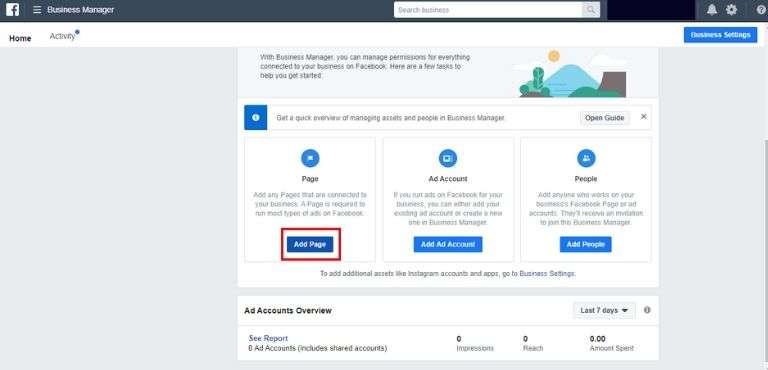 f
Business Manager
Search business
Home
Activity
Business Settings
With Business Manager, you can manage permissions for everything
connected to your business on Facebook. Here are a few tasks to
help you get started.
Get a quick overview of managing assets and people in Business Manager.
Open Guide
Page
Add any Pages that are connected to
your business. A Page is required to
run most types of ads on Facebook.
Add Page
Ad Account
If you run ads on Facebook for your
business, you can either add your
existing ad account or create a new
one in Business Manager.
Add Ad Account
People
Add anyone who works on your
business's Facebook Page or ad
accounts. They'll receive an invitation
to join this Business Manager.
Add People
To add additional assets like Instagram accounts and apps, go to Business Settings.
Ad Accounts Overview
Last 7 days
See Report
0 Ad Accounts (includes shared accounts)
0
Impressions
0
Reach
0.00
Amount Spent